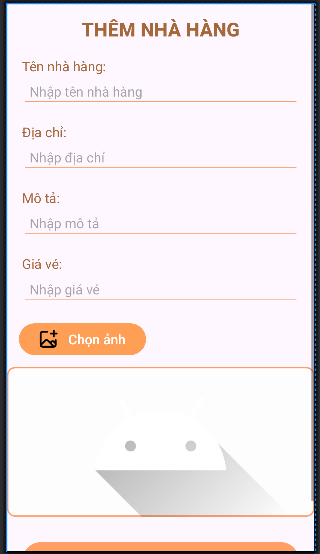 THÊM NHÀ HÀNG
Tên nhà hàng:
Nhập tên nhà hàng
Địa chỉ:
Nhập địa chỉ
Mô tả:
Nhập mô tả
Giá vé:
Nhập giá vé
Chọn ảnh